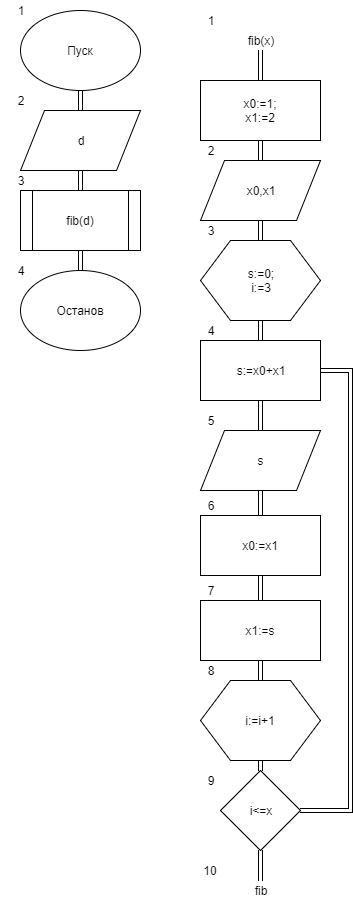 1
Пуск
2
d
3
fib(d)
4
Останов
1
fib(x)
x0:=1;
x1:=2
2
x0,x1
3
s:=0;
i:=3
4
s:=x0+x1
5
s
6
x0:=x1
7
x1:=s
8
i:=i+1
9
i<=x
10
fib